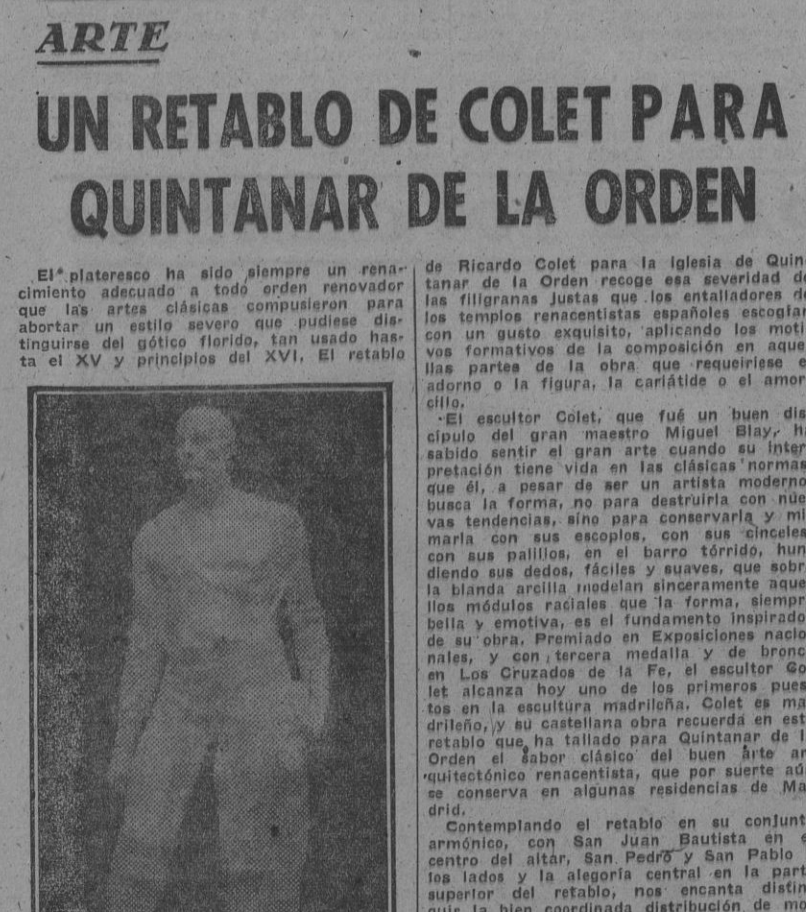 ARTE
UN RETABLO DE COLET PARA
QUINTANAR DE LA ORDEN
El plateresco ha sido siempre un rena-
cimiento adecuado a todo orden renovador
que las artes clásicas compusieron para
abortar un estilo severo que pudiese dis-
tinguirse del gótico florido, tan usado has-
ta el XV y principios del XVI. El retablo
de Ricardo Colet para la Iglesia de Quin
tanar de la Orden recoge esa severidad de
las filigranas justas que los entalladores de
los templos renacentistas españoles escogían
con un gusto exquisito, aplicando los moti
vos formativos de la composición en aque
llas partes de la obra que requeiriese e
adorno o la figura, la cariátide o el amor
cillo.
El escultor Colet, que fué un buen dis
cípulo del gran maestro Miguel Blay, ha
sabido sentir el gran arte cuando su inter
pretación tiene vida en las clásicas normas
que él, a pesar de ser un artista moderno
busca la forma, no para destruirla con nue
vas tendencias, sino para conservarla y mi
marla con sus escoplos, con sus cinceles
con sus palillos, en el barro tórrido, hun
diendo sus dedos, fáciles y suaves, que sobr
la blanda arcilla modelan sinceramente aque
llos módulos raciales que la forma, siempr
bella y emotiva, es el fundamento inspirado
de su obra. Premiado en Exposiciones nacio
nales, y con tercera medalla y de bronc
en Los Cruzados de la Fe, el escultor Co
let alcanza hoy uno de los primeros pues
tos en la escultura madrileña. Colet es ma
drileño, y su castellana obra recuerda en est
retablo que ha tallado para Quintanar de l
Orden el sabor clásico del buen arte ar
quitectónico renacentista, que por suerte aú
se conserva en algunas residencias de Ma
drid.
Contemplando el retablo en su conjunt
armónico, con San Juan Bautista en e
centro del altar, San Pedro y San Pablo
los lados y la alegoría central en la part
superior del retablo, nos encanta distin
guir la bien coordinada distribución de mo